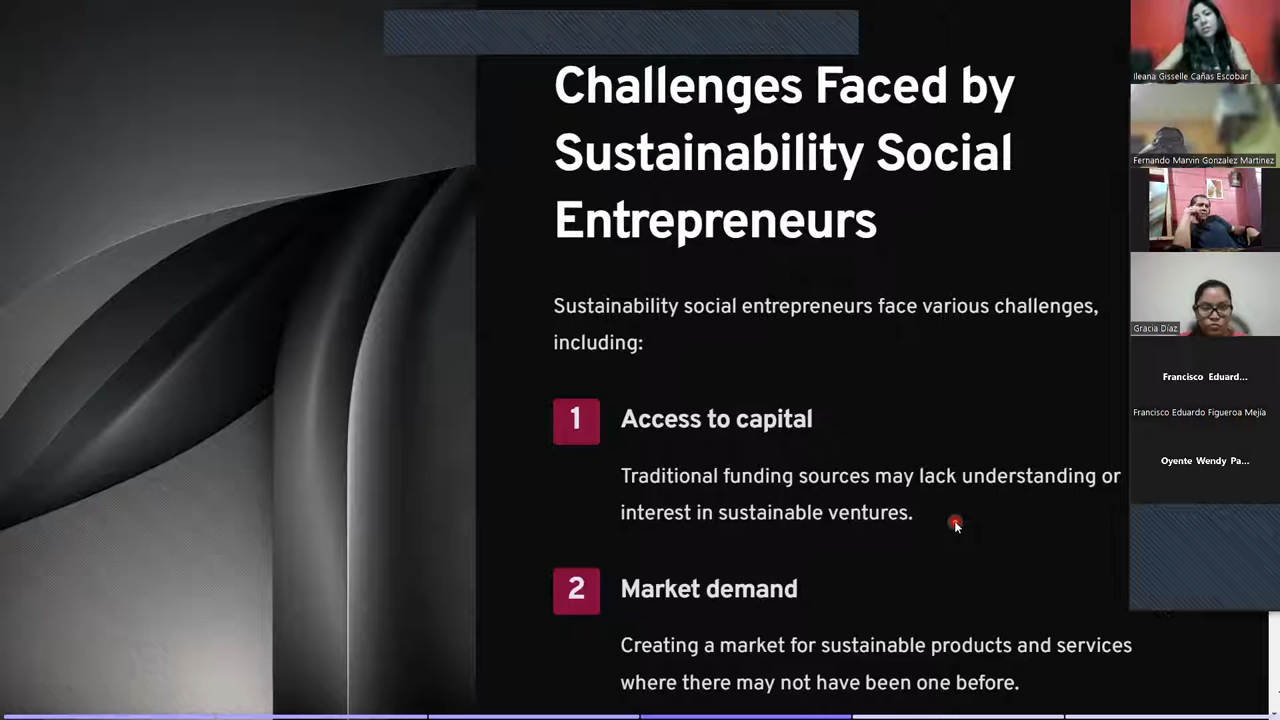 Challenges Faced by
Sustainability Social
Entrepreneurs
Sustainability social entrepreneurs face various challenges,
including:
1 Access to capital
Traditional funding sources may lack understanding or
interest in sustainable ventures.
2 Market demand
Creating a market for sustainable products and services
where there may not have been one before.
Ileana Gisselle Cañas Escobar
Fernando Marvin Gonzalez Martinez
Gracia Díaz
Francisco Eduard...
Francisco Eduardo Figueroa Mejía
Oyente Wendy Pa...